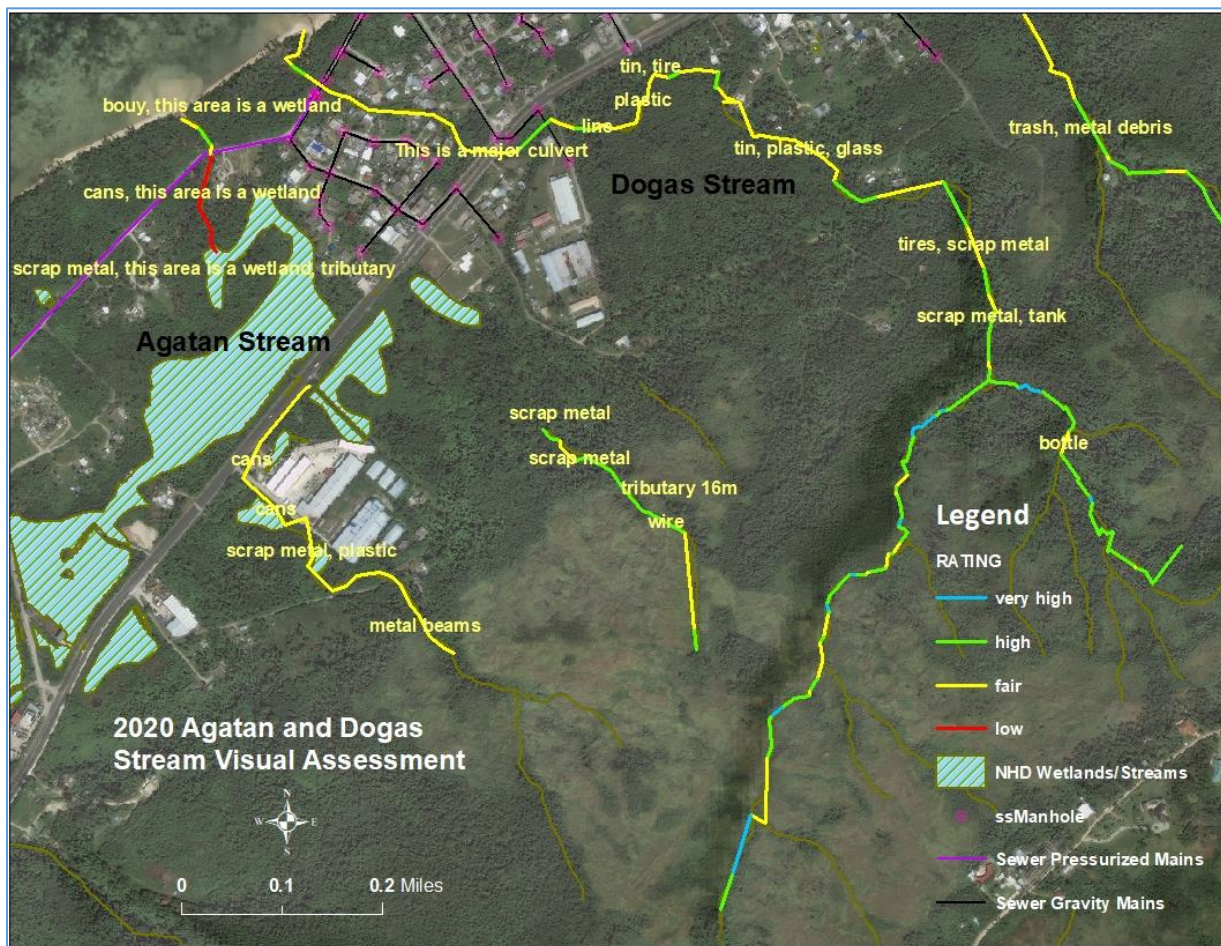 tin, tire
plastic
bouy, this area is a wetland
line
trash, metal debris
This is a major culvert
tin, plastic, glass
cans, this area is a wetland
Dogas Stream
tires, scrap metal
scrap metal, this area is a wetland, tributary
scrap metal, tank
Agatan Stream
scrap metal
bottle
cans
scrap metal
tributary 16m
cans
wire
scrap metal, plastic
metal beams
2020 Agatan and Dogas
Stream Visual Assessment
N
W E
S
0 0.1 0.2 Miles
Legend
RATING
very high
high
fair
low
NHD Wetlands/Streams
ssManhole
Sewer Pressurized Mains
Sewer Gravity Mains